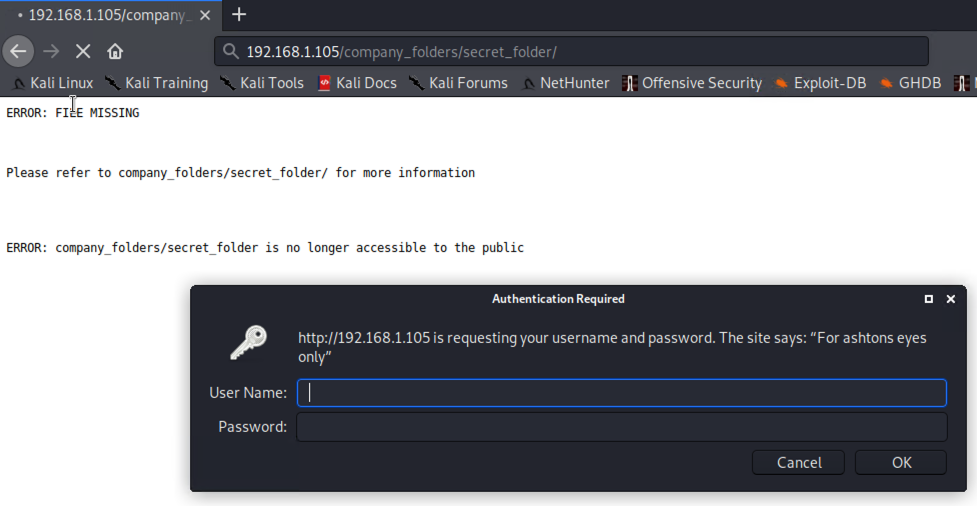 192.168.1.105/company_
192.168.1.105/company_folders/secret_folder/
Kali Linux Kali Training Kali Tools Kali Docs Kali Forums NetHunter Offensive Security Exploit-DB GHDB
ERROR: FILE MISSING
Please refer to company_folders/secret_folder/ for more information
ERROR: company_folders/secret_folder is no longer accessible to the public
Authentication Required
http://192.168.1.105 is requesting your username and password. The site says: “For ashtons eyes
only”
User Name:
Password:
Cancel OK